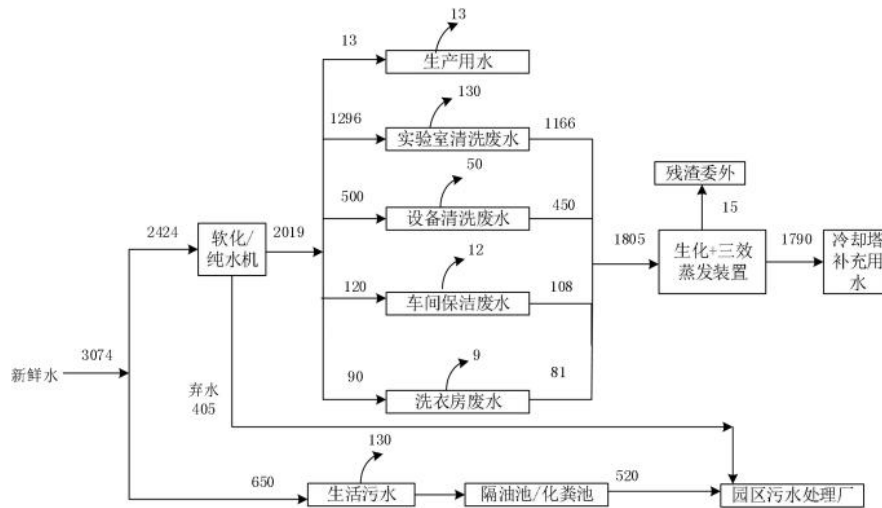 13
13
生产用水
130
1296
实验室清洗废水
1166
50
残渣委外
500
设备清洗废水
450
15
2424
软化/
纯水机
2019
1805
生化+三效
蒸发装置
1790
冷却塔
补充用
水
12
120
车间保洁废水
108
3074
新鲜水
9
90
洗衣房废水
81
弃水
405
130
650
生活污水
隔油池/化粪池
520
园区污水处理厂